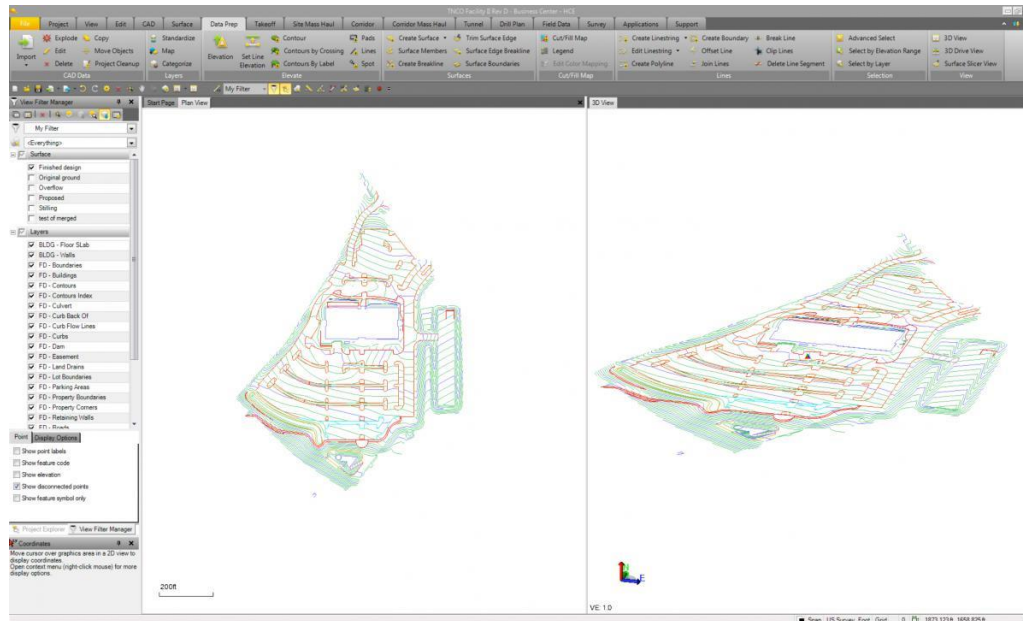 TNCO Facility E Rev D - Business Center - HCE
File Project View Edit CAD Surface Data Prep Takeoff Site Mass Haul Corridor Corridor Mass Haul Tunnel Drill Plan Field Data Survey Applications Support
Import
Explode Copy
Edit Move Objects
Delete Project Cleanup
CAD Data
Standardize
Map
Categorize
Layers
Elevation
Set Line Elevation
Contour Pads
Contours by Crossing Lines
Contours By Label Spot
Elevate
Create Surface Trim Surface Edge
Surface Members Surface Edge Breakline
Create Breakline Surface Boundaries
Surfaces
Cut/Fill Map
Legend
Edit Color Mapping
Cut/Fill Map
Create Linestring Create Boundary Break Line
Edit Linestring Offset Line Clip Lines
Create Polyline Join Lines Delete Line Segment
Lines
Advanced Select
Select by Elevation Range
Select by Layer
Selection
3D View
3D Drive View
Surface Slicer View
View
My Filter
View Filter Manager
Start Page Plan View
3D View
My Filter
<Everything>
Surface
Finished design
Original ground
Overflow
Proposed
Stilling
test of merged
Layers
BLDG - Floor SLab
BLDG - Walls
FD - Boundaries
FD - Buildings
FD - Contours
FD - Contours Index
FD - Culvert
FD - Curb Back Of
FD - Curb Flow Lines
FD - Curbs
FD - Dam
FD - Easement
FD - Land Drains
FD - Lot Boundaries
FD - Parking Areas
FD - Property Boundaries
FD - Property Corners
FD - Retaining Walls
FD - Roads
Point Display Options
Show point labels
Show feature code
Show elevation
Show disconnected points
Show feature symbol only
Project Explorer View Filter Manager
Coordinates
Move cursor over graphics area in a 2D view to
display coordinates.
Open context menu (right-click mouse) for more
display options.
200ft
N
E
VE: 1.0
Snap US Survey Foot Grid 0 1873.123 ft, 1658.825 ft